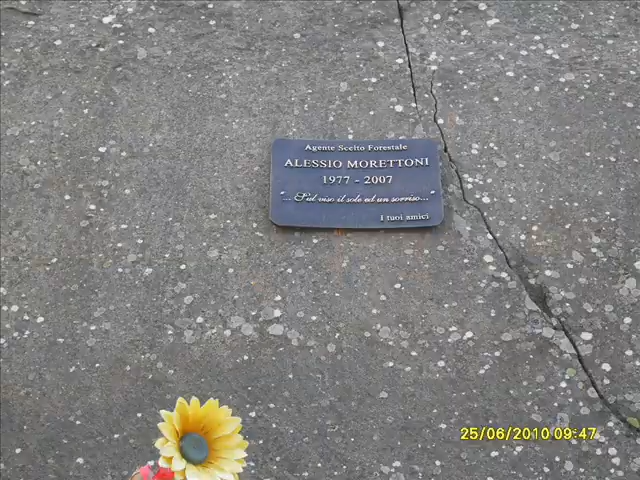 Agente Scelto Forestale
ALESSIO MORETTONI
1977 - 2007
"... Sul viso il sole ed un sorriso..."
I tuoi amici
25/06/2010 09:47